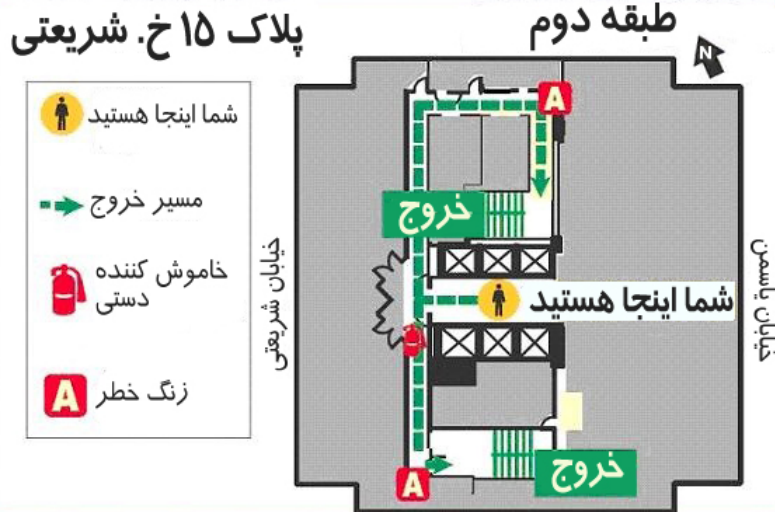 طبقه دوم
پلاک ۱۵ خ. شریعتی
N
شما اینجا هستید
مسیر خروج
خاموش کننده
دستی
A زنگ خطر
خیابان شریعتی
A
خروج
شما اینجا هستید
خیابان یاسمن
خروج
A